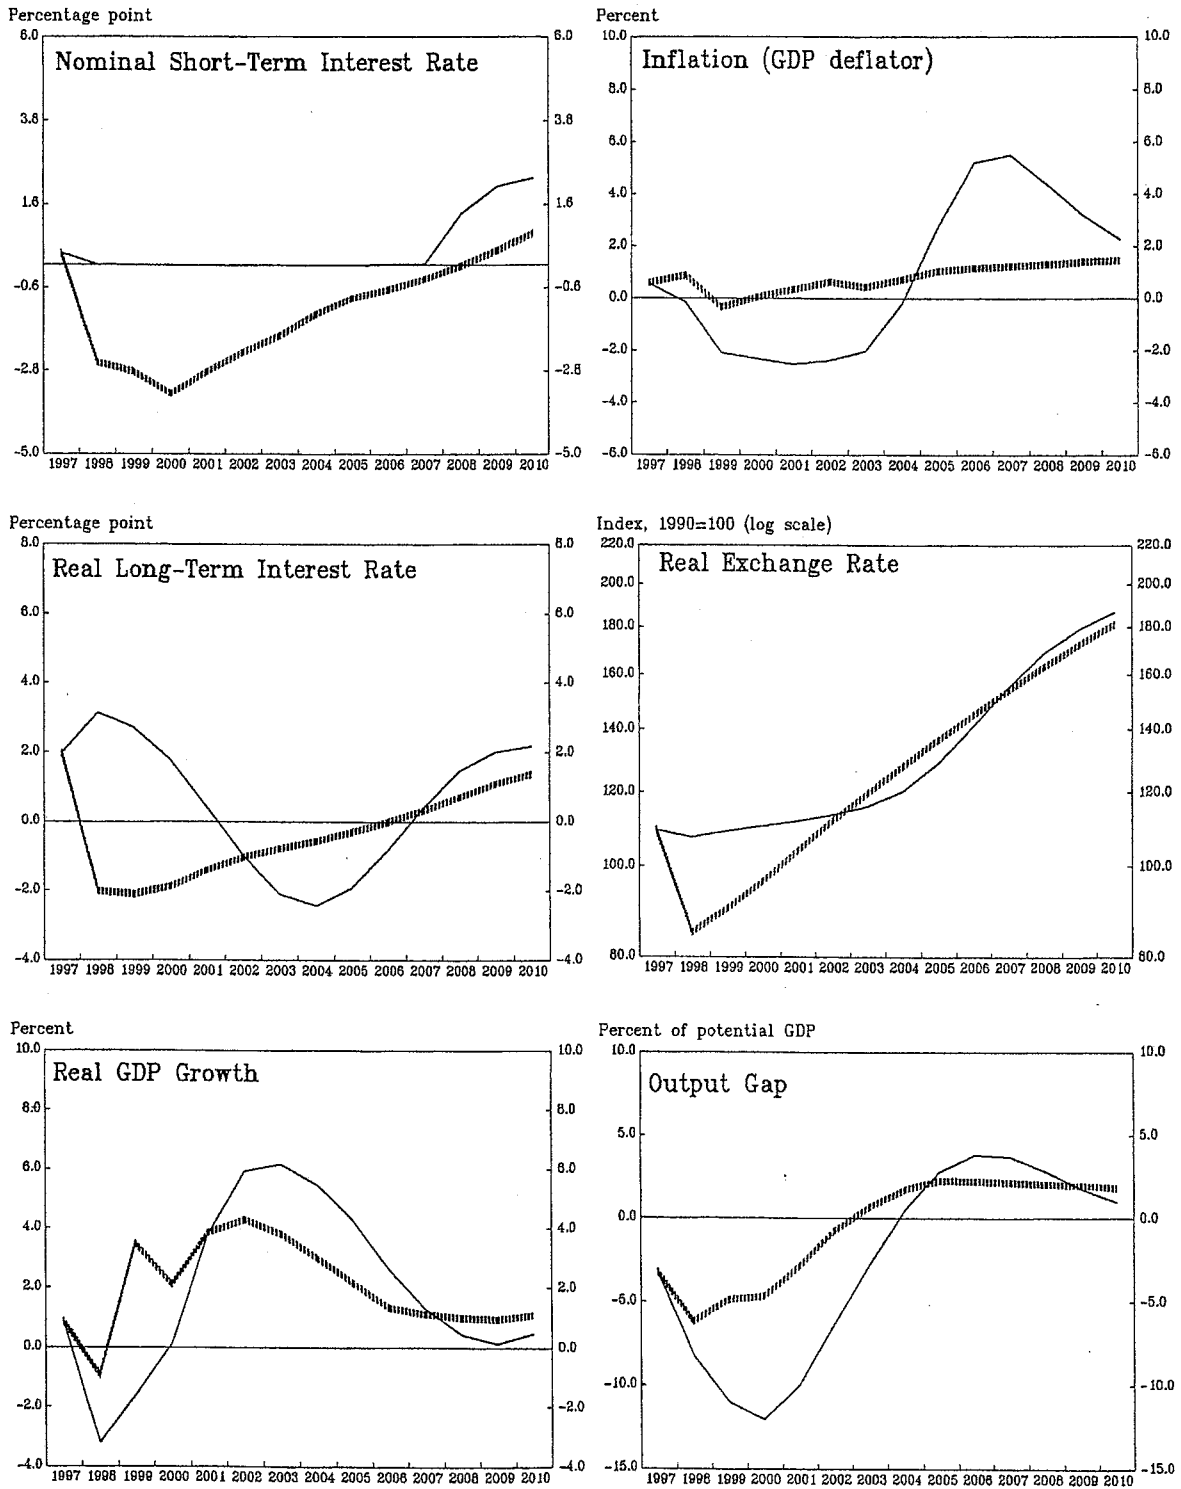 Percentage point
Nominal Short-Term Interest Rate
6.0 6.0
3.8 3.8
1.6 1.6
-0.6 -0.6
-2.8 -2.8
-5.0 -5.0
1997 1998 1999 2000 2001 2002 2003 2004 2005 2006 2007 2008 2009 2010
Percent
Inflation (GDP deflator)
10.0 10.0
8.0 8.0
6.0 6.0
4.0 4.0
2.0 2.0
0.0 0.0
-2.0 -2.0
-4.0 -4.0
-6.0 -6.0
1997 1998 1999 2000 2001 2002 2003 2004 2005 2006 2007 2008 2009 2010
Percentage point
Real Long-Term Interest Rate
8.0 8.0
6.0 6.0
4.0 4.0
2.0 2.0
0.0 0.0
-2.0 -2.0
-4.0 -4.0
1997 1998 1999 2000 2001 2002 2003 2004 2005 2006 2007 2008 2009 2010
Index, 1990=100 (log scale)
Real Exchange Rate
220.0 220.0
200.0 200.0
180.0 180.0
160.0 160.0
140.0 140.0
120.0 120.0
100.0 100.0
80.0 80.0
1997 1998 1999 2000 2001 2002 2003 2004 2005 2006 2007 2008 2009 2010
Percent
Real GDP Growth
10.0 10.0
8.0 8.0
6.0 6.0
4.0 4.0
2.0 2.0
0.0 0.0
-2.0 -2.0
-4.0 -4.0
1997 1998 1999 2000 2001 2002 2003 2004 2005 2006 2007 2008 2009 2010
Percent of potential GDP
Output Gap
10.0 10.0
5.0 5.0
0.0 0.0
-5.0 -5.0
-10.0 -10.0
-15.0 -15.0
1997 1998 1999 2000 2001 2002 2003 2004 2005 2006 2007 2008 2009 2010